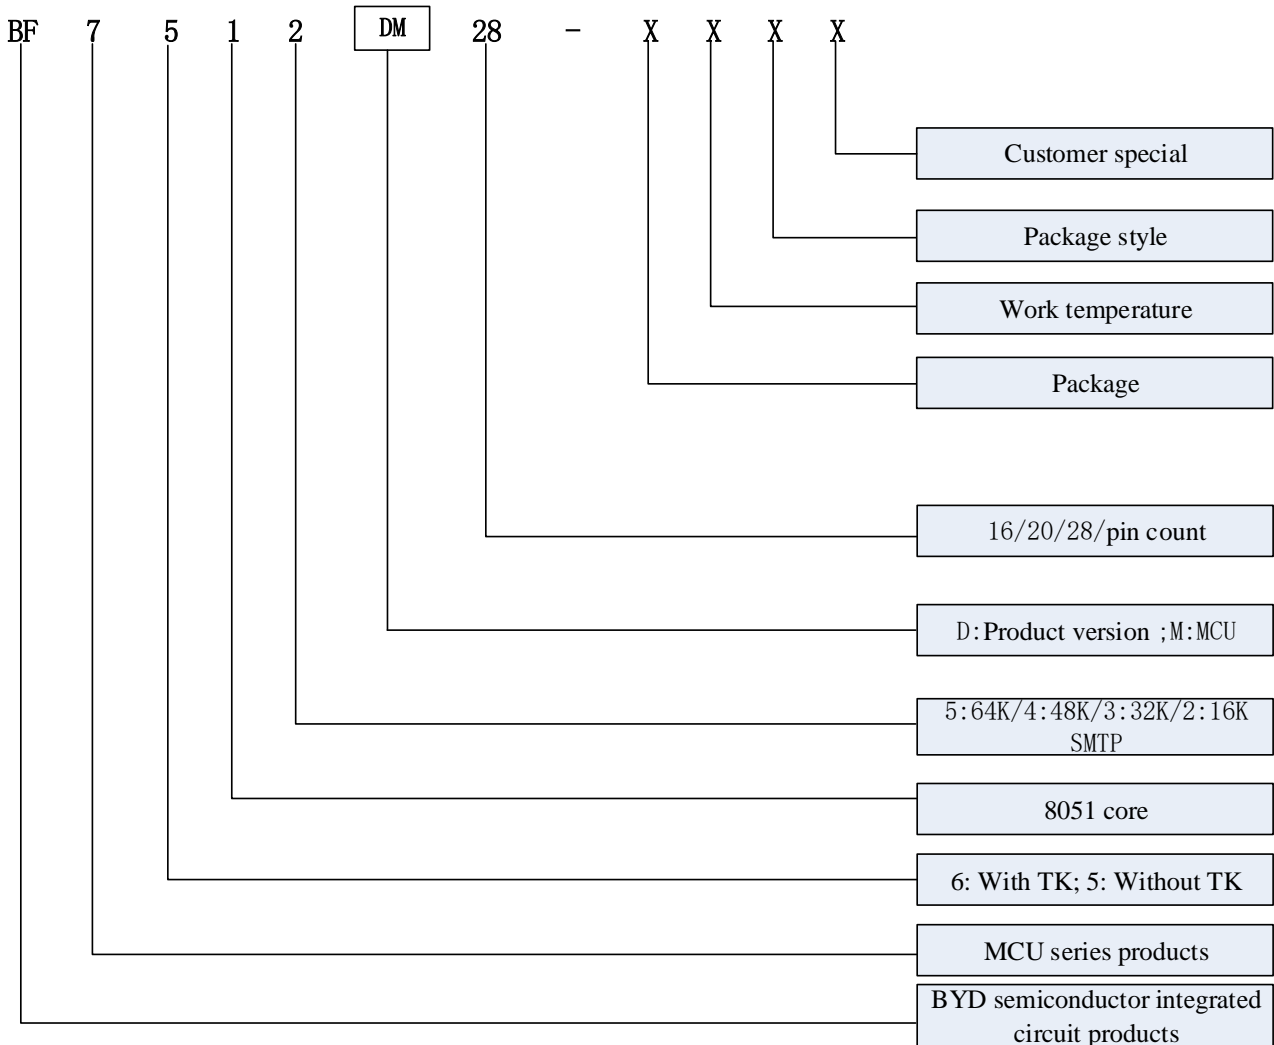 BF 7 5 1 2 DM 28 - X X X X
Customer special
Package style
Work temperature
Package
16/20/28/pin count
D:Product version ;M:MCU
5:64K/4:48K/3:32K/2:16K
SMTP
8051 core
6: With TK; 5: Without TK
MCU series products
BYD semiconductor integrated
circuit products